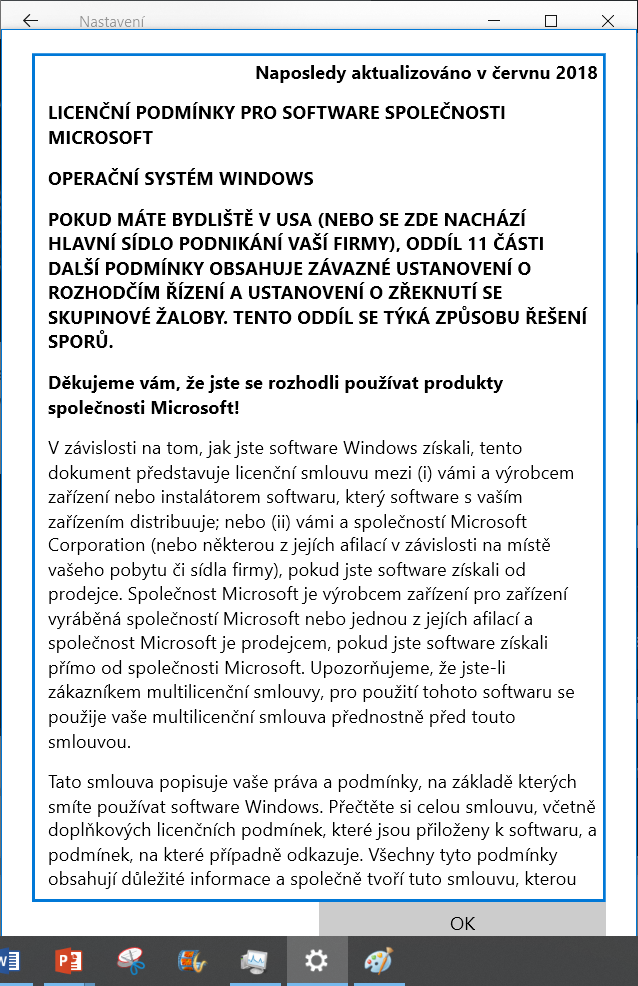 Nastavení
Naposledy aktualizováno v červnu 2018
LICENČNÍ PODMÍNKY PRO SOFTWARE SPOLEČNOSTI
MICROSOFT
OPERAČNÍ SYSTÉM WINDOWS
POKUD MÁTE BYDLIŠTĚ V USA (NEBO SE ZDE NACHÁZÍ
HLAVNÍ SÍDLO PODNIKÁNÍ VAŠÍ FIRMY), ODDÍL 11 ČÁSTI
DALŠÍ PODMÍNKY OBSAHUJE ZÁVAZNÉ USTANOVENÍ O
ROZHODČÍM ŘÍZENÍ A USTANOVENÍ O ZŘEKNUTÍ SE
SKUPINOVÉ ŽALOBY. TENTO ODDÍL SE TÝKÁ ZPŮSOBU ŘEŠENÍ
SPORŮ.
Děkujeme vám, že jste se rozhodli používat produkty
společnosti Microsoft!
V závislosti na tom, jak jste software Windows získali, tento
dokument představuje licenční smlouvu mezi (i) vámi a výrobcem
zařízení nebo instalátorem softwaru, který software s vaším
zařízením distribuuje; nebo (ii) vámi a společností Microsoft
Corporation (nebo některou z jejích afilací v závislosti na místě
vašeho pobytu či sídla firmy), pokud jste software získali od
prodejce. Společnost Microsoft je výrobcem zařízení pro zařízení
vyráběná společností Microsoft nebo jednou z jejích afilací a
společnost Microsoft je prodejcem, pokud jste software získali
přímo od společnosti Microsoft. Upozorňujeme, že jste-li
zákazníkem multilicenční smlouvy, pro použití tohoto softwaru se
použije vaše multilicenční smlouva přednostně před touto
smlouvou.
Tato smlouva popisuje vaše práva a podmínky, na základě kterých
smíte používat software Windows. Přečtěte si celou smlouvu, včetně
doplňkových licenčních podmínek, které jsou přiloženy k softwaru, a
podmínek, na které případně odkazuje. Všechny tyto podmínky
obsahují důležité informace a společně tvoří tuto smlouvu, kterou
OK